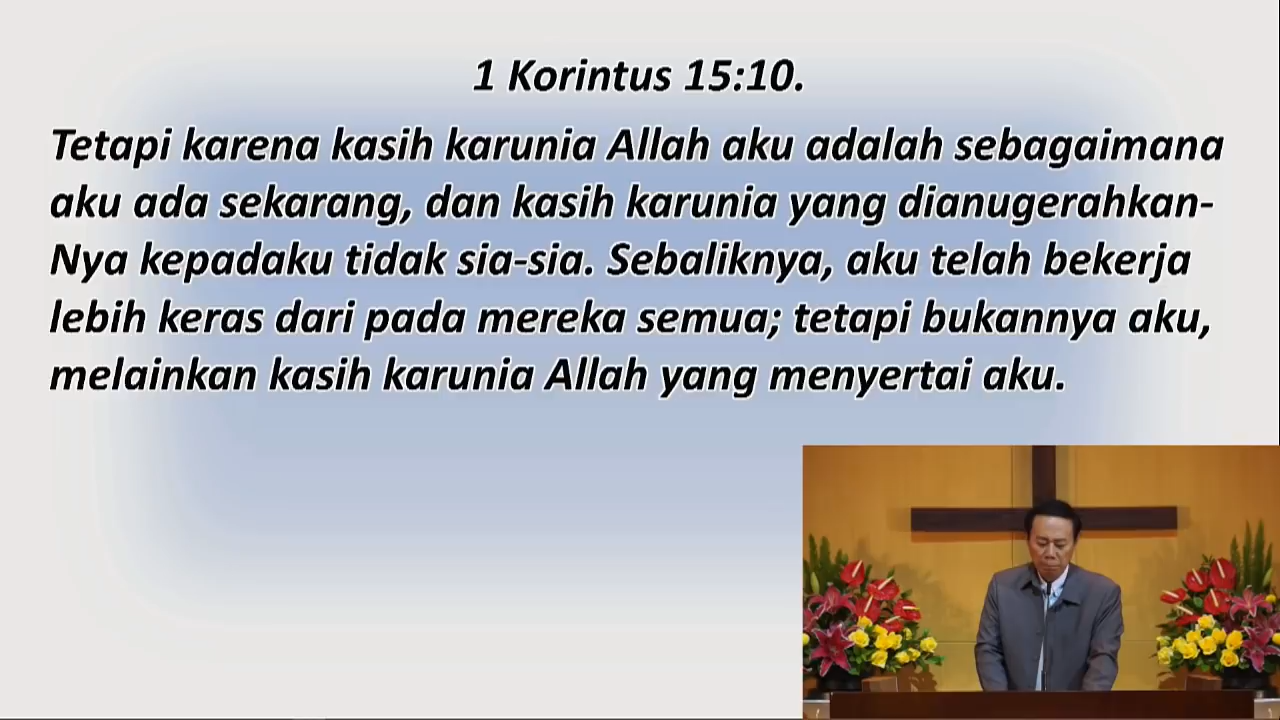 1 Korintus 15:10.
Tetapi karena kasih karunia Allah aku adalah sebagaimana
aku ada sekarang, dan kasih karunia yang dianugerahkan-
Nya kepadaku tidak sia-sia. Sebaliknya, aku telah bekerja
lebih keras dari pada mereka semua; tetapi bukannya aku,
melainkan kasih karunia Allah yang menyertai aku.